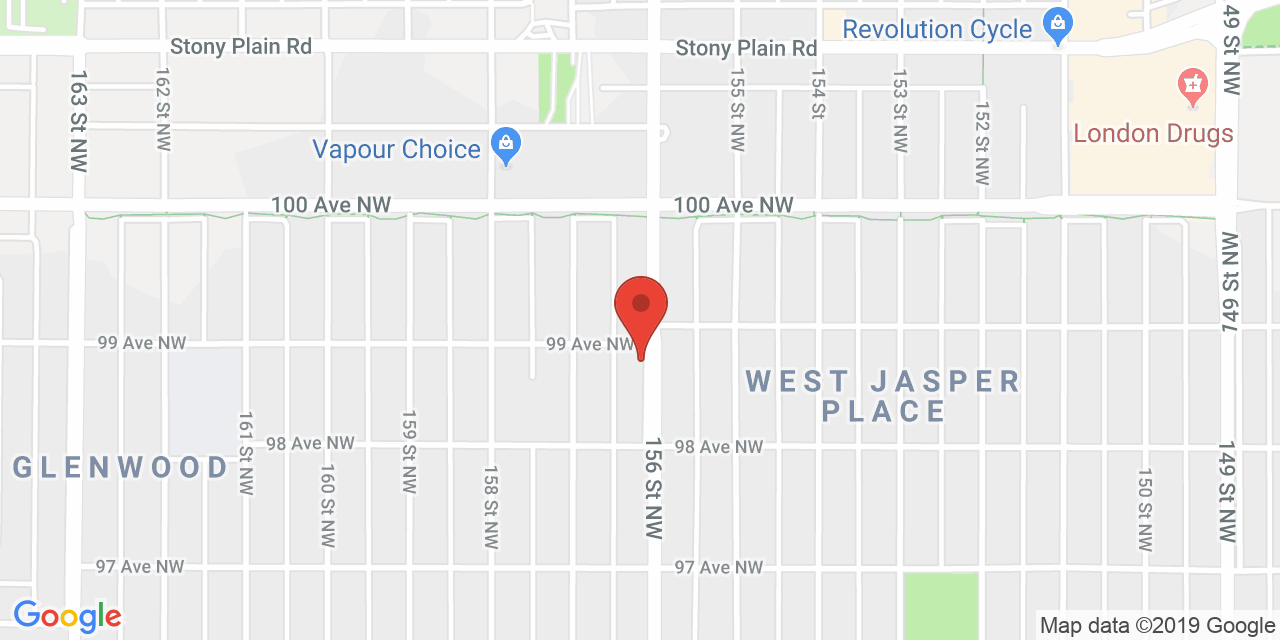 49 St NW
Revolution Cycle
Stony Plain Rd
Stony Plain Rd
163 St NW
162 St NW
155 St NW
154 St
153 St NW
152 St NW
London Drugs
Vapour Choice
100 Ave NW
100 Ave NW
149 St NW
99 Ave NW
99 Ave NW
WEST JASPER
PLACE
161 St NW
159 St NW
98 Ave NW
156 St NW
98 Ave NW
149 St NW
GLENWOOD
160 St NW
158 St NW
150 St NW
97 Ave NW
97 Ave NW
Google
Map data ©2019 Google